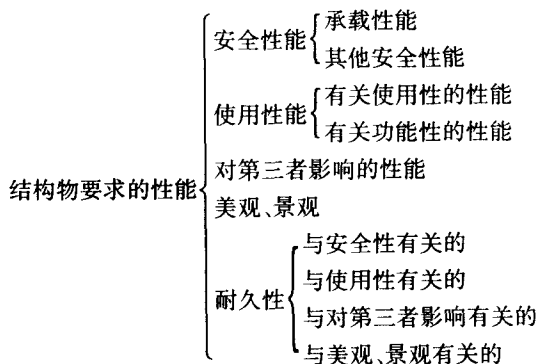 承载性能
安全性能
其他安全性能
有关使用性的性能
使用性能
有关功能性的性能
对第三者影响的性能
结构物要求的性能
美观、景观
与安全性有关的
与使用性有关的
耐久性
与对第三者影响有关的
与美观、景观有关的